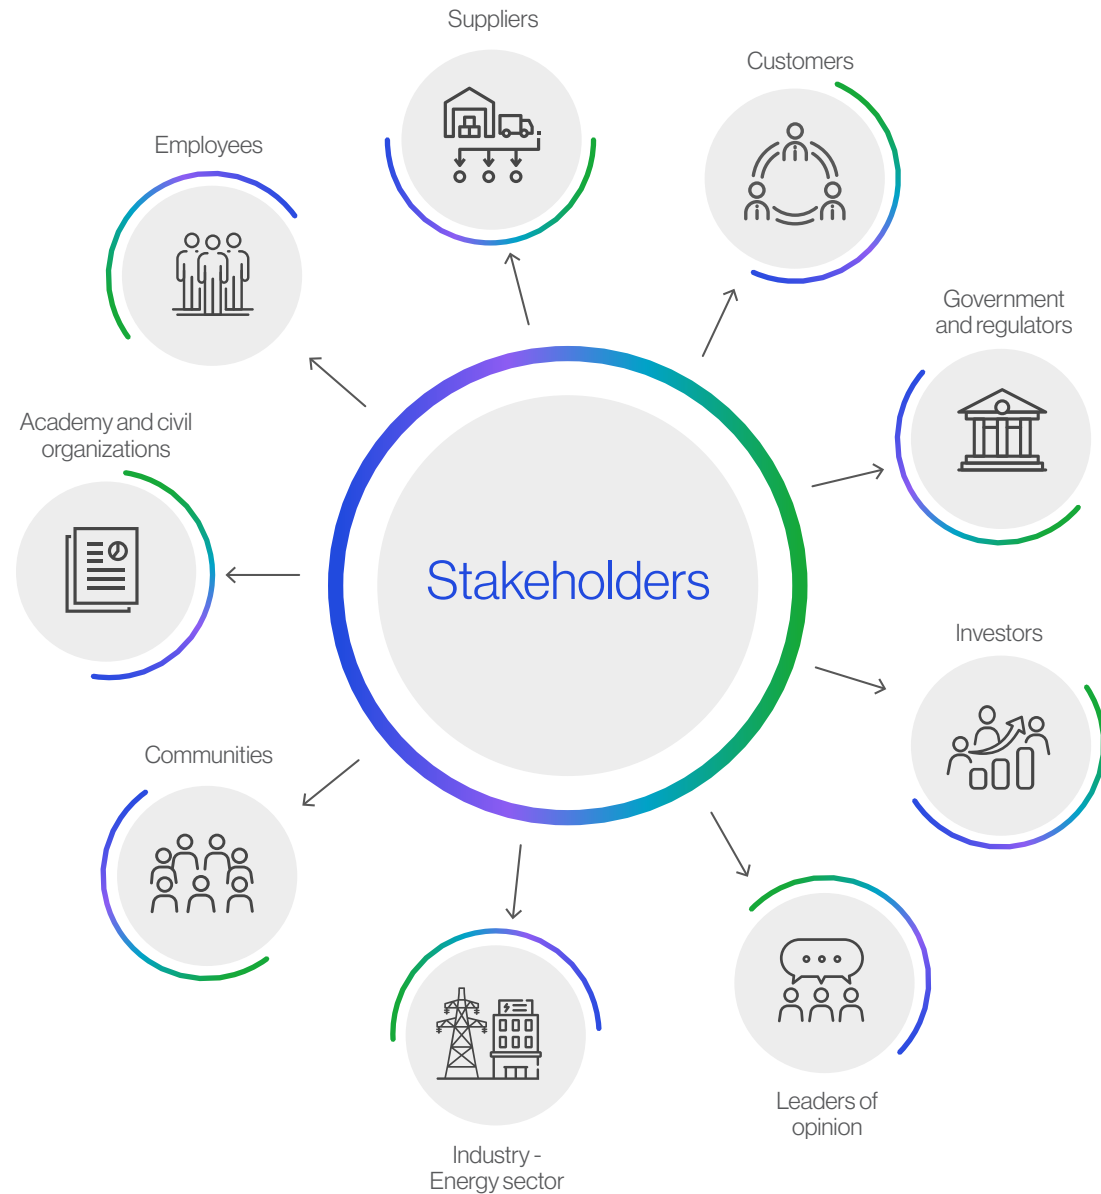 Suppliers
Customers
Employees
Government
and regulators
Academy and civil
organizations
Stakeholders
Investors
Communities
Leaders of
opinion
Industry -
Energy sector